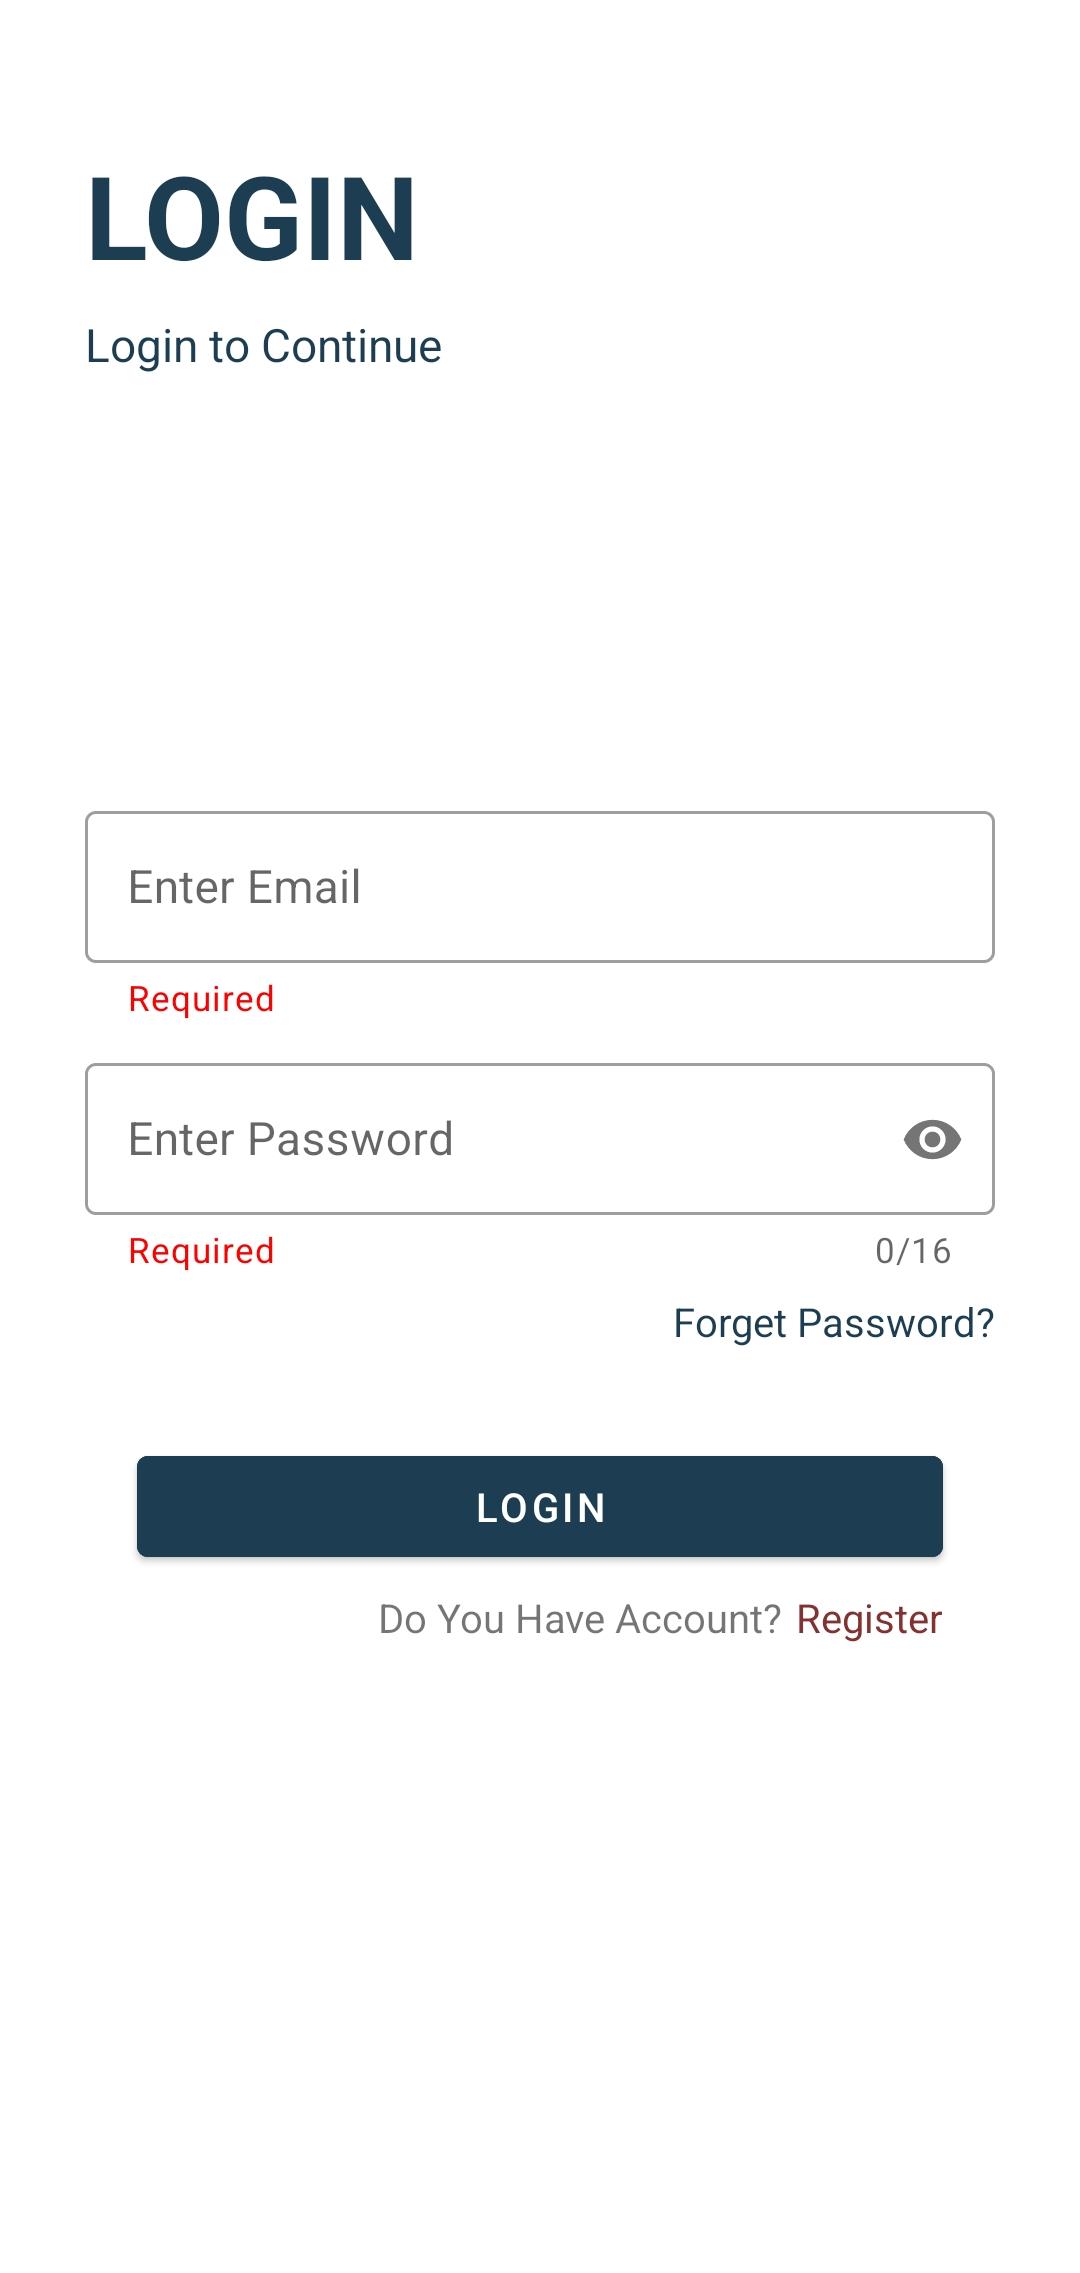 LOGIN
Login to Continue
Enter Email
Required
Enter Password
Required 0/16
Forget Password?
LOGIN
Do You Have Account? Register